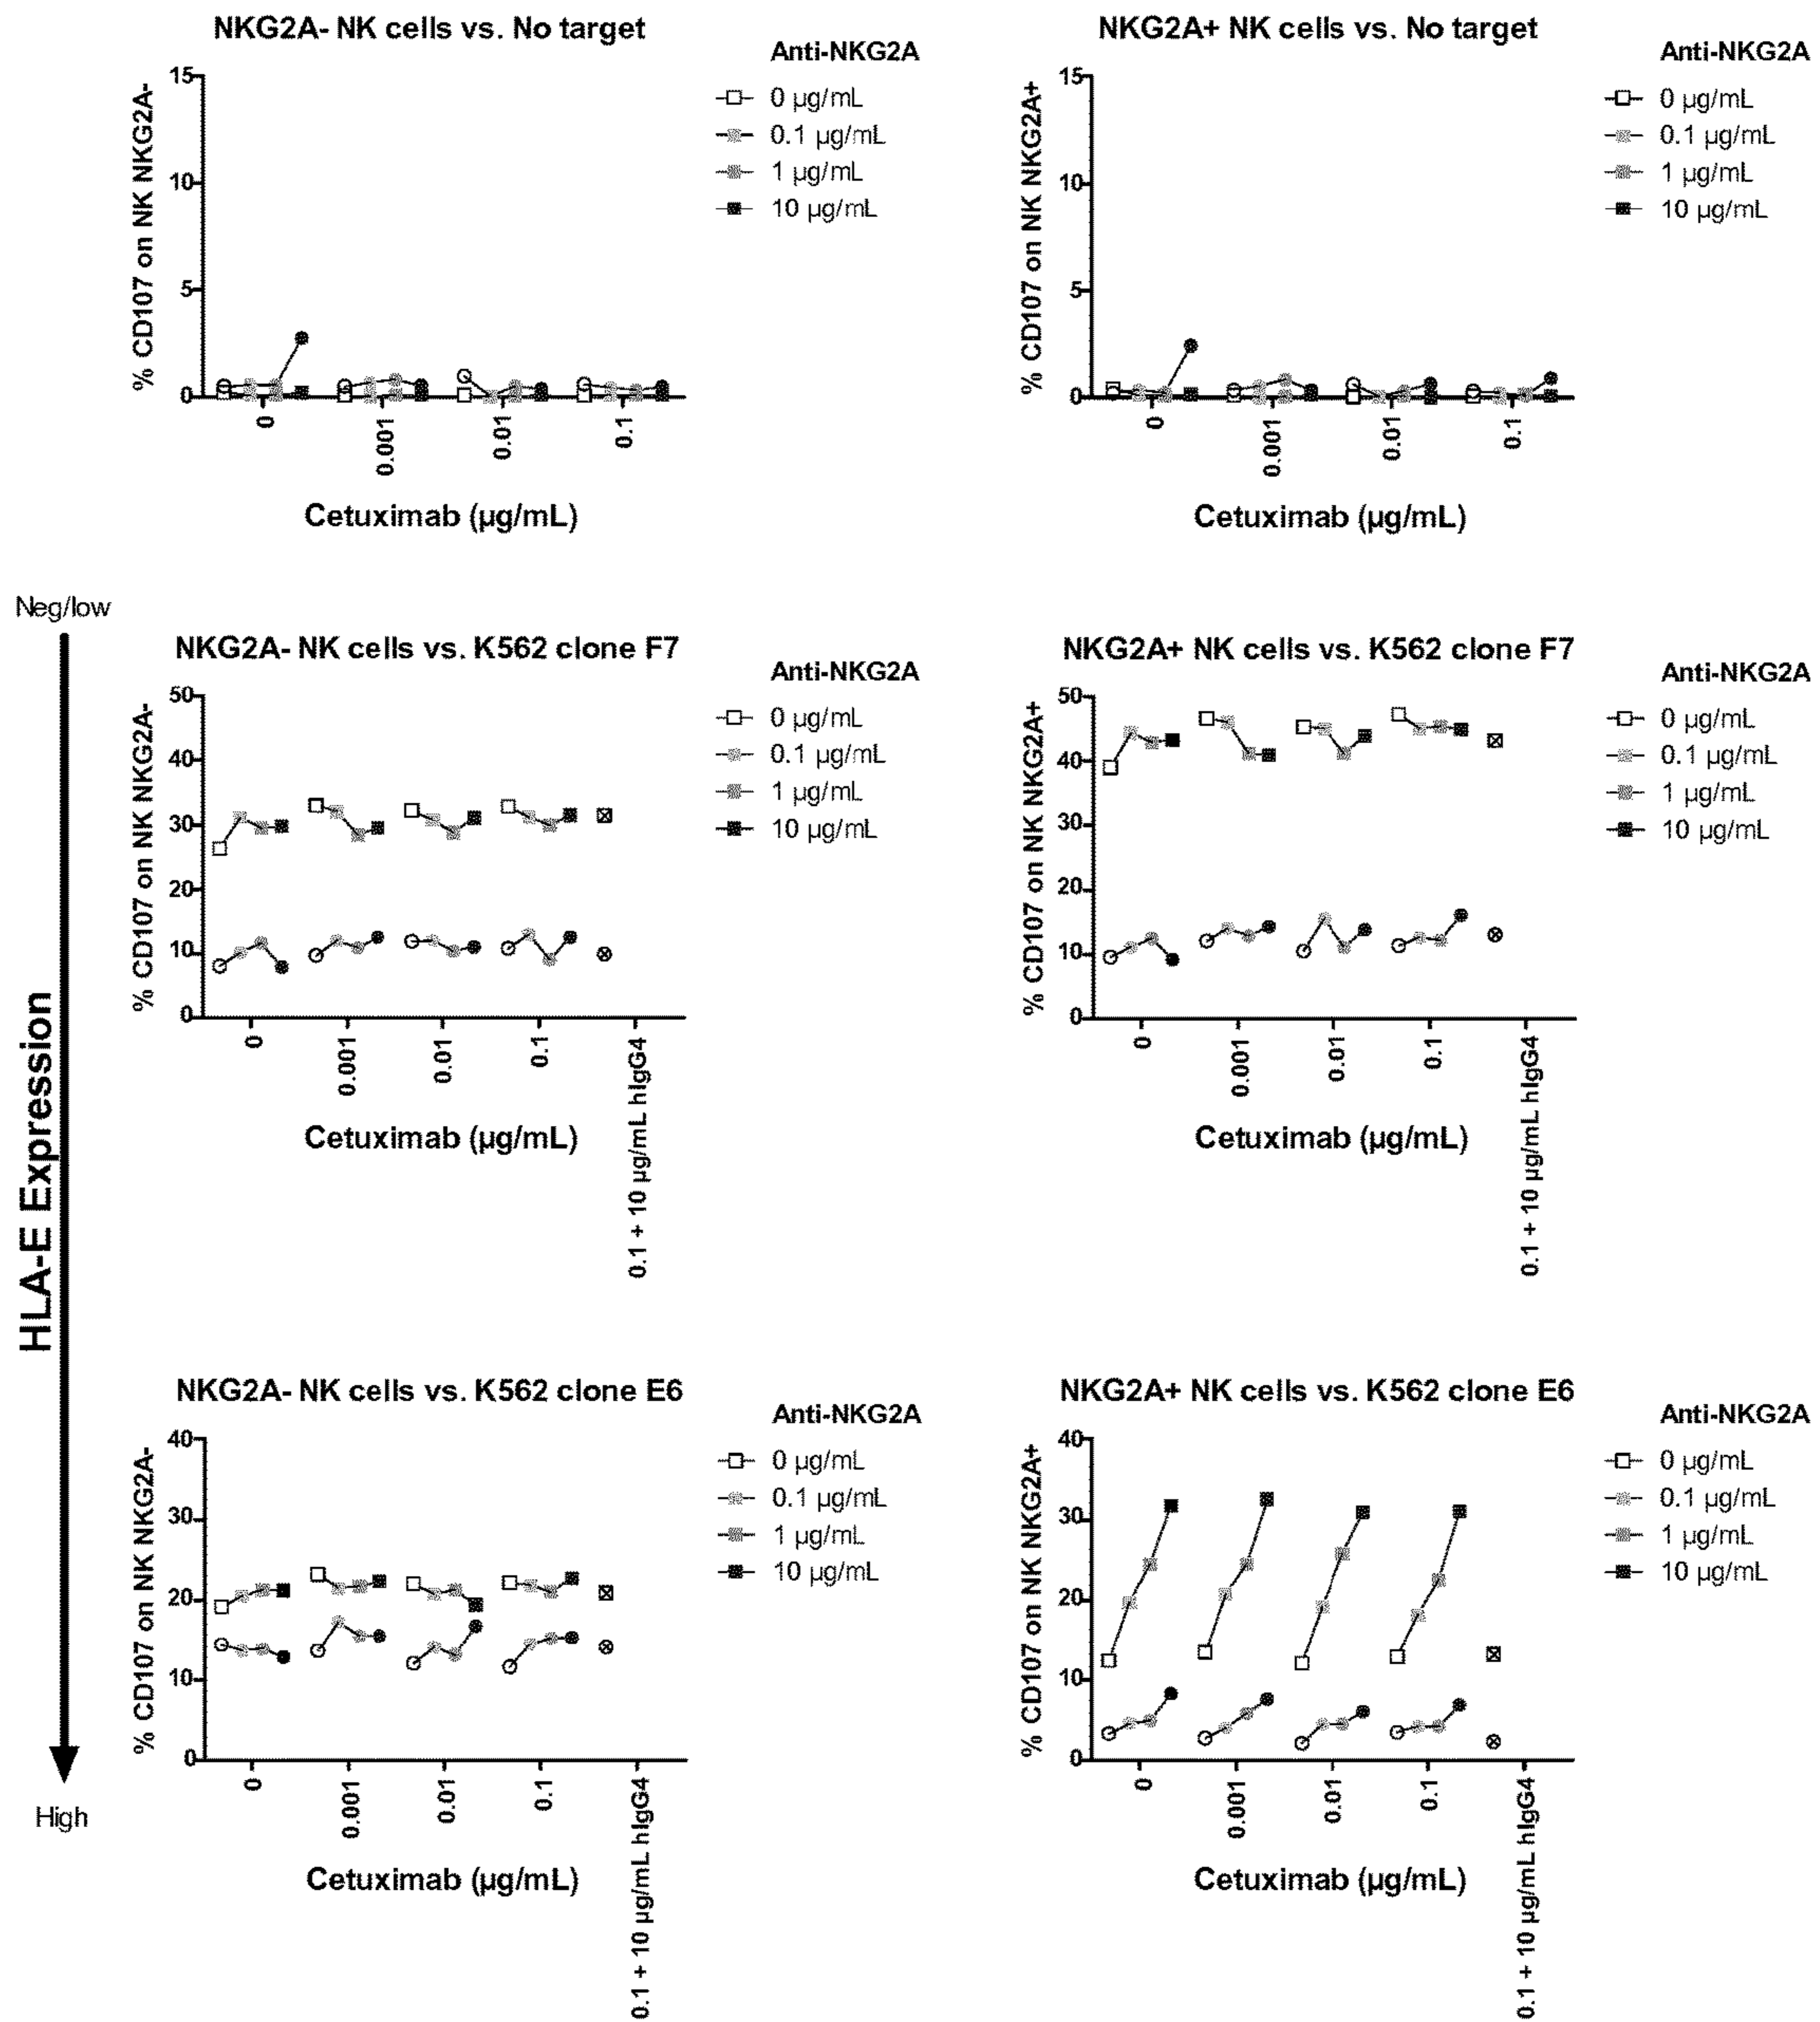 NKG2A- NK cells vs. No target
Anti-NKG2A
0 µg/mL
0.1 µg/mL
1 µg/mL
10 µg/mL
% CD107 on NK NKG2A-
15
10
5
0
0
0.001
0.01
0.1
Cetuximab (µg/mL)
NKG2A+ NK cells vs. No target
Anti-NKG2A
0 µg/mL
0.1 µg/mL
1 µg/mL
10 µg/mL
% CD107 on NK NKG2A+
15
10
5
0
0
0.001
0.01
0.1
Cetuximab (µg/mL)
Neg/low
HLA-E Expression
High
NKG2A- NK cells vs. K562 clone F7
Anti-NKG2A
0 µg/mL
0.1 µg/mL
1 µg/mL
10 µg/mL
% CD107 on NK NKG2A-
50
40
30
20
10
0
0
0.001
0.01
0.1
0.1 + 10 µg/mL hIgG4
Cetuximab (µg/mL)
NKG2A+ NK cells vs. K562 clone F7
Anti-NKG2A
0 µg/mL
0.1 µg/mL
1 µg/mL
10 µg/mL
% CD107 on NK NKG2A+
50
40
30
20
10
0
0
0.001
0.01
0.1
0.1 + 10 µg/mL hIgG4
Cetuximab (µg/mL)
NKG2A- NK cells vs. K562 clone E6
Anti-NKG2A
0 µg/mL
0.1 µg/mL
1 µg/mL
10 µg/mL
% CD107 on NK NKG2A-
40
30
20
10
0
0
0.001
0.01
0.1
0.1 + 10 µg/mL hIgG4
Cetuximab (µg/mL)
NKG2A+ NK cells vs. K562 clone E6
Anti-NKG2A
0 µg/mL
0.1 µg/mL
1 µg/mL
10 µg/mL
% CD107 on NK NKG2A+
40
30
20
10
0
0
0.001
0.01
0.1
0.1 + 10 µg/mL hIgG4
Cetuximab (µg/mL)